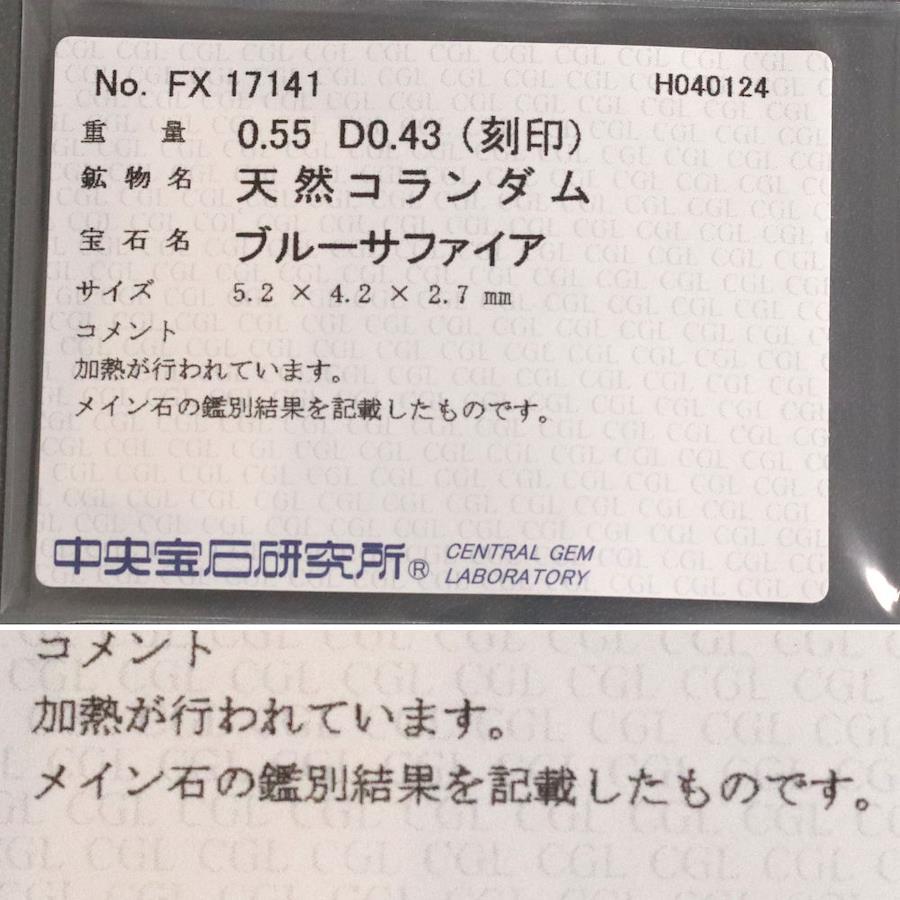 No. FX 17141 H040124
重量 0.55 D0.43 (刻印)
鉱物名 天然コランダム
宝石名 ブルーサファイア
サイズ 5.2 × 4.2 × 2.7 mm
コメント
加熱が行われています。
メイン石の鑑別結果を記載したものです。
中央宝石研究所® CENTRAL GEM
LABORATORY
コメント
加熱が行われています。
メイン石の鑑別結果を記載したものです。